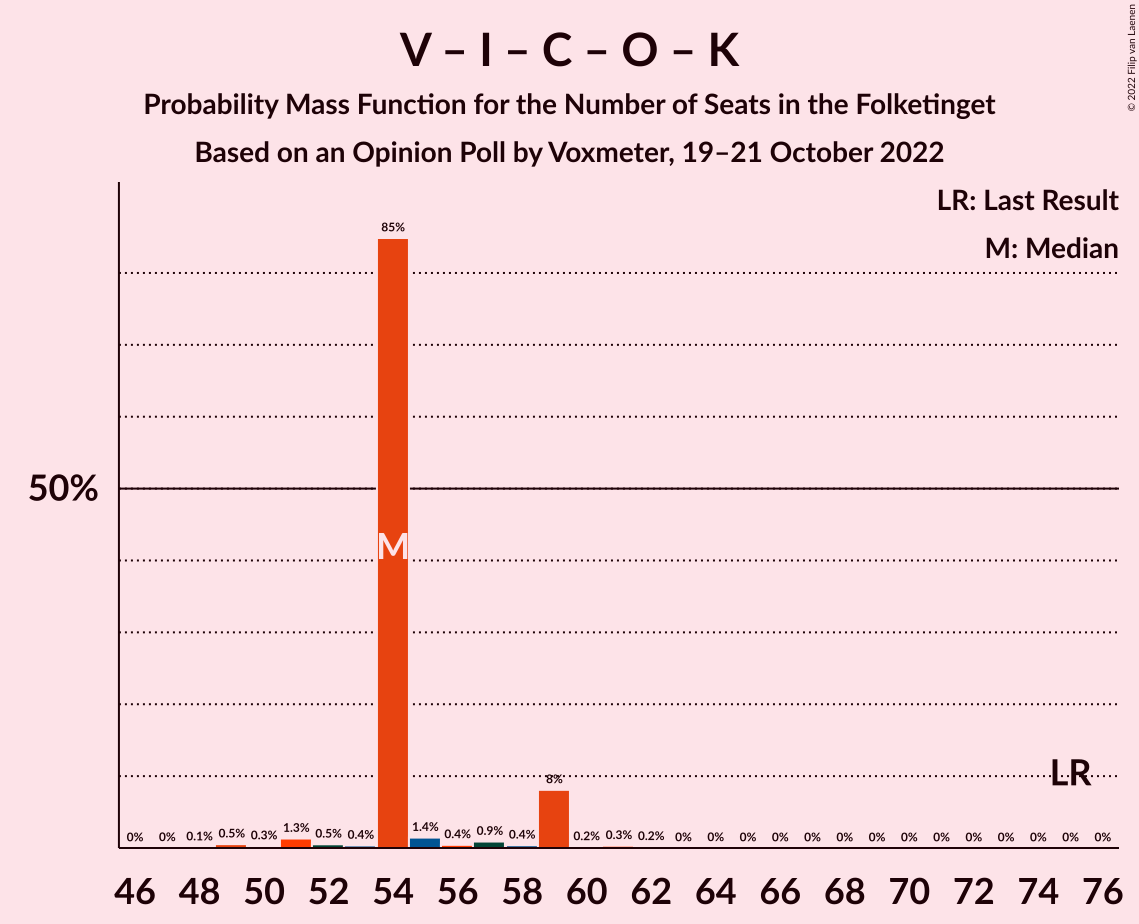 V – I – C – O – K
Probability Mass Function for the Number of Seats in the Folketinget
Based on an Opinion Poll by Voxmeter, 19–21 October 2022
© 2022 Filip van Laenen
LR: Last Result
M: Median
85%
50%
M
LR
8%
0% 0% 0.1% 0.5% 0.3% 1.3% 0.5% 0.4% 1.4% 0.4% 0.9% 0.4% 0.2% 0.3% 0.2% 0% 0% 0% 0% 0% 0% 0% 0% 0% 0% 0% 0% 0% 0%
46 48 50 52 54 56 58 60 62 64 66 68 70 72 74 76